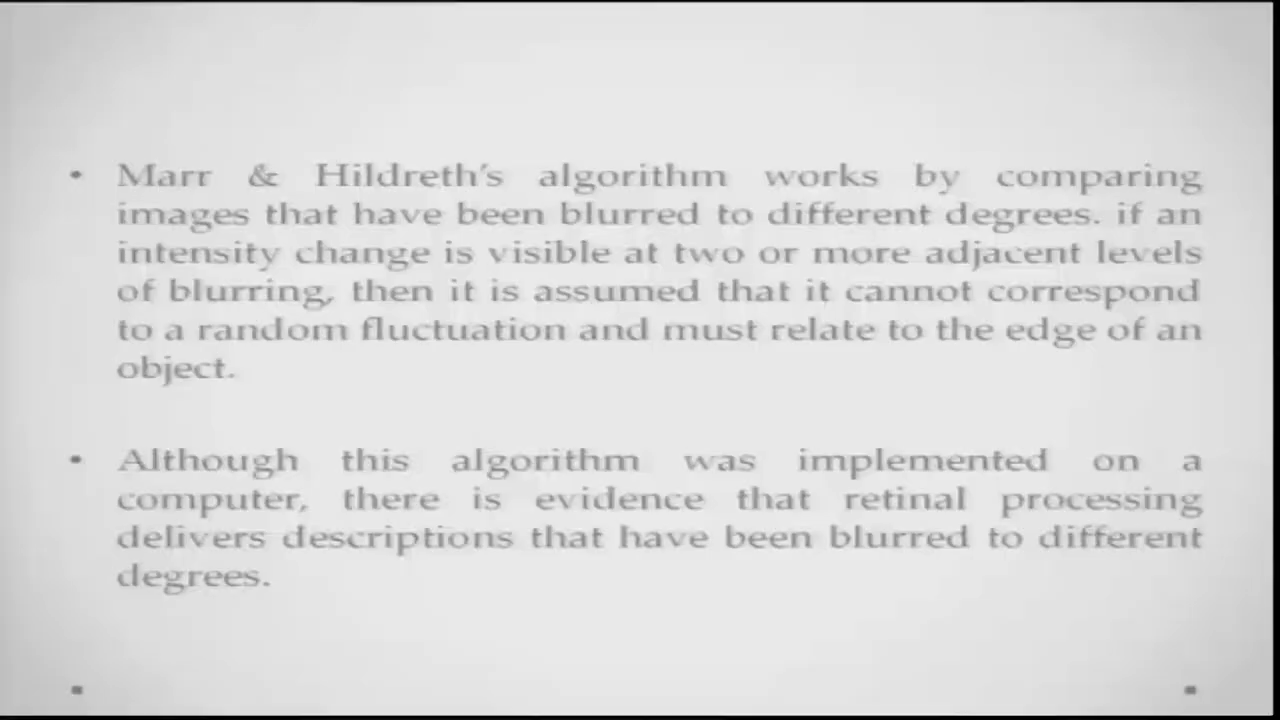 • Marr & Hildreth's algorithm works by comparing
images that have been blurred to different degrees. if an
intensity change is visible at two or more adjacent levels
of blurring, then it is assumed that it cannot correspond
to a random fluctuation and must relate to the edge of an
object.
• Although this algorithm was implemented on a
computer, there is evidence that retinal processing
delivers descriptions that have been blurred to different
degrees.